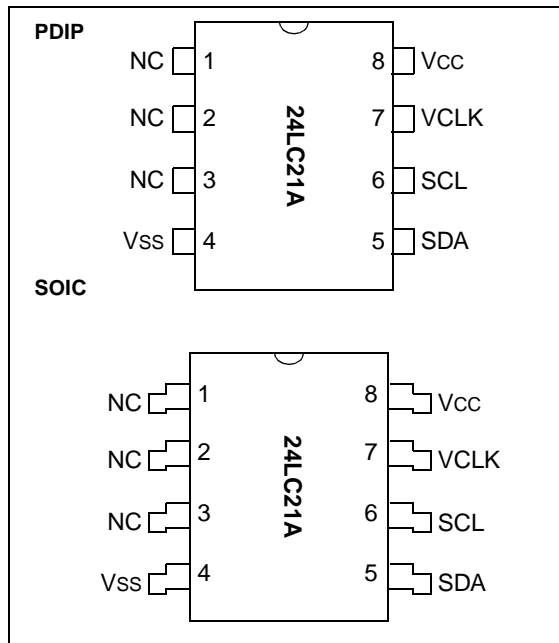 PDIP
NC 1 8 VCC
NC 2 7 VCLK
NC 3 6 SCL
VSS 4 5 SDA
24LC21A
SOIC
NC 1 8 VCC
NC 2 7 VCLK
NC 3 6 SCL
VSS 4 5 SDA
24LC21A